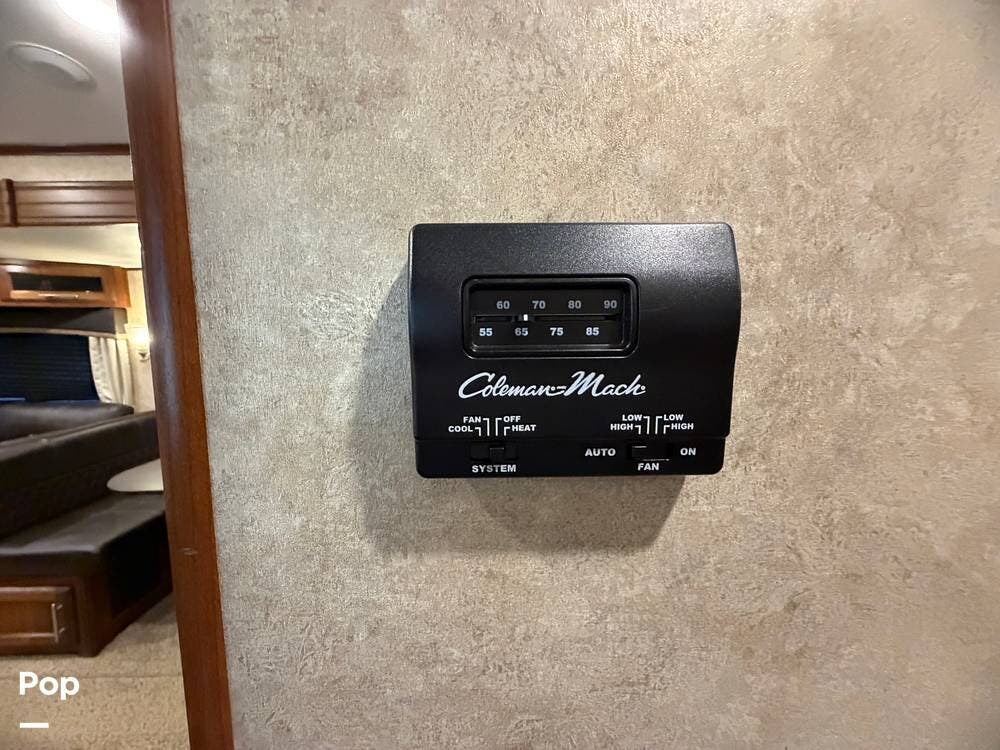 60 70 80 90
55 65 75 85
Coleman-Mach
FAN OFF
COOL HEAT
SYSTEM
LOW LOW
HIGH HIGH
AUTO ON
FAN
Pop